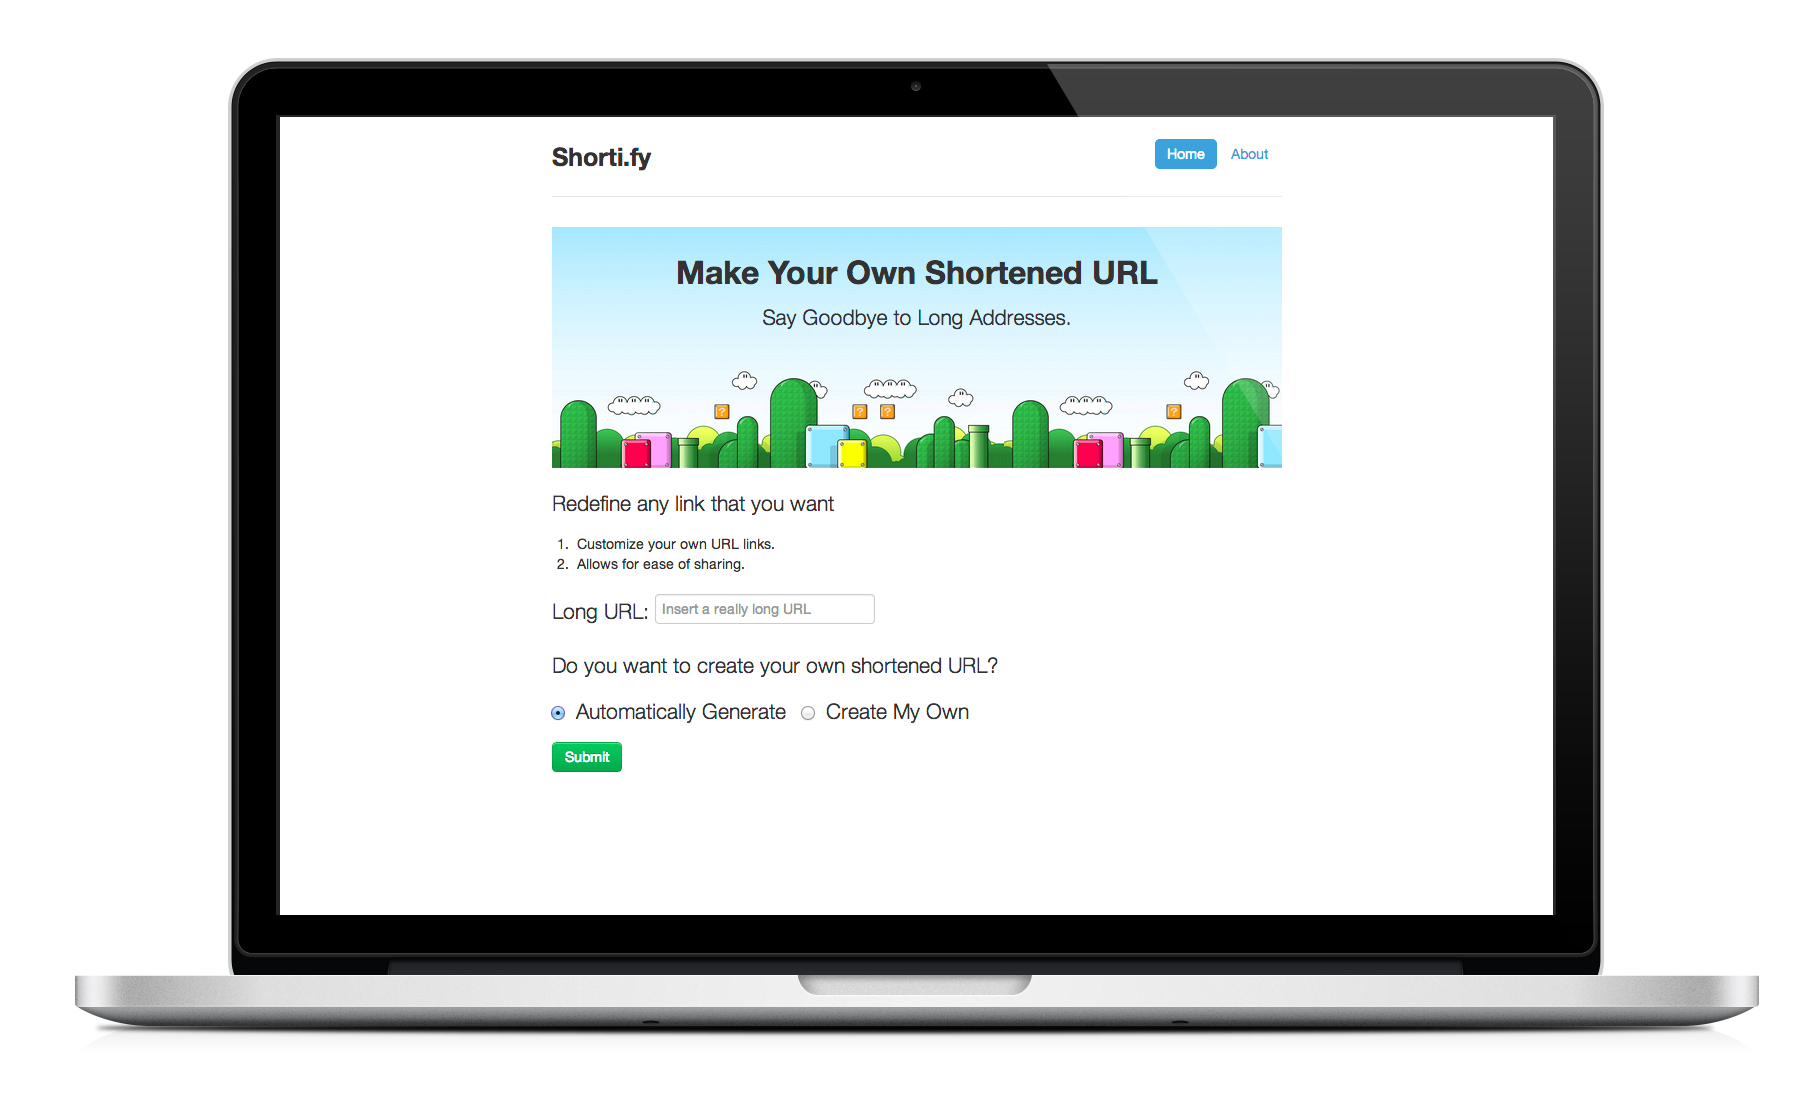 Shorti.fy
Home
About
Make Your Own Shortened URL
Say Goodbye to Long Addresses.
?
? ?
?
Redefine any link that you want
1. Customize your own URL links.
2. Allows for ease of sharing.
Long URL: Insert a really long URL
Do you want to create your own shortened URL?
Automatically Generate Create My Own
Submit